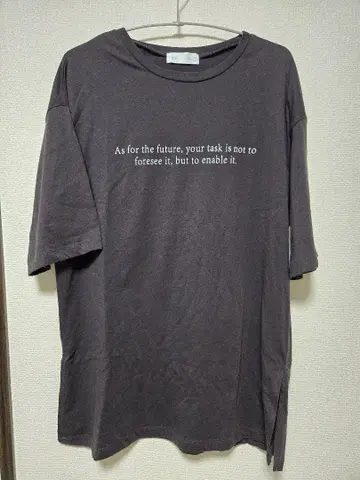 As for the future, your task is not to
foresee it, but to enable it.